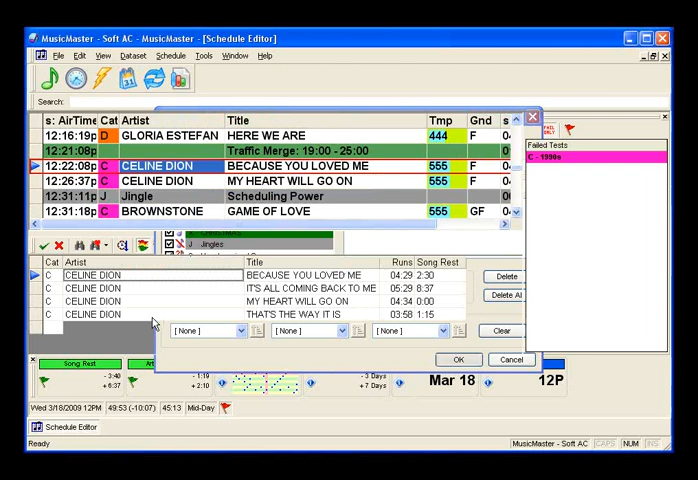 MusicMaster - Soft AC - MusicMaster - [Schedule Editor]
File Edit View Dataset Schedule Tools Window Help
Search:
s: AirTime Cat Artist Title Tmp Gnd s
12:16:19p D GLORIA ESTEFAN HERE WE ARE 444 F
12:21:08p Traffic Merge: 19:00 - 25:00
12:22:08p C CELINE DION BECAUSE YOU LOVED ME 555 F
12:26:37p C CELINE DION MY HEART WILL GO ON 555 F
12:31:11p J Jingle Scheduling Power
12:31:18p C BROWNSTONE GAME OF LOVE 555 GF
Failed Tests
C - 1990s
CHRISTMAS
J Jingles
Cat Artist Title Runs Song Rest
C CELINE DION BECAUSE YOU LOVED ME 04:29 2:30
C CELINE DION IT'S ALL COMING BACK TO ME 05:29 8:37
C CELINE DION MY HEART WILL GO ON 04:34 0:00
C CELINE DION THAT'S THE WAY IT IS 03:58 1:15
Delete
Delete Al
[ None ] [ None ] [ None ] Clear
OK Cancel
Song Rest Art
- 3:40 - 1:19 - 3 Days
+ 6:37 + 2:10 + 7 Days
Mar 18 12P
Wed 3/18/2009 12PM 49:53 (-10:07) 45:13 Mid-Day
Schedule Editor
Ready MusicMaster - Soft AC CAPS NUM INS